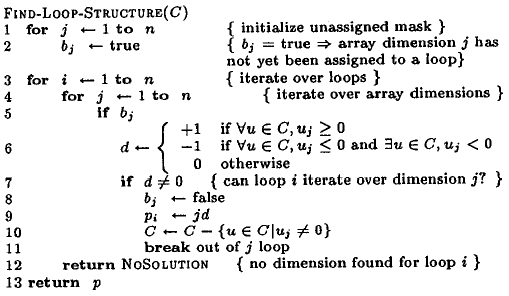 FIND-LOOP-STRUCTURE(C)
1 for j ← 1 to n { initialize unassigned mask }
2 b_j ← true { b_j = true ⇒ array dimension j has
not yet been assigned to a loop}
3 for i ← 1 to n { iterate over loops }
4 for j ← 1 to n { iterate over array dimensions }
5 if b_j
+1 if ∀u ∈ C, u_j ≥ 0
6 d ← { −1 if ∀u ∈ C, u_j ≤ 0 and ∃u ∈ C, u_j < 0
0 otherwise
7 if d ≠ 0 { can loop i iterate over dimension j? }
8 b_j ← false
9 p_i ← jd
10 C ← C − {u ∈ C|u_j ≠ 0}
11 break out of j loop
12 return NOSOLUTION { no dimension found for loop i }
13 return p